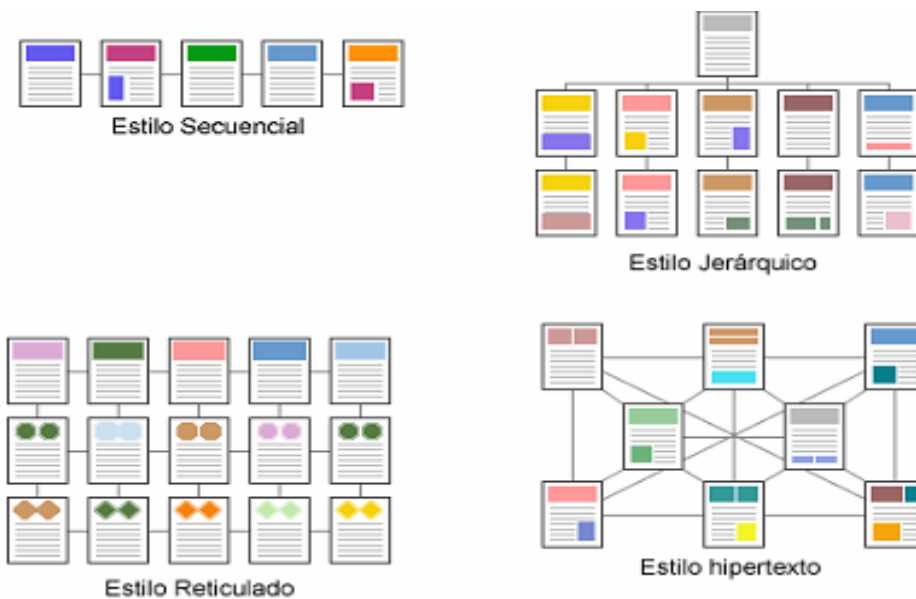 Estilo Secuencial
Estilo Jerárquico
Estilo Reticulado
Estilo hipertexto